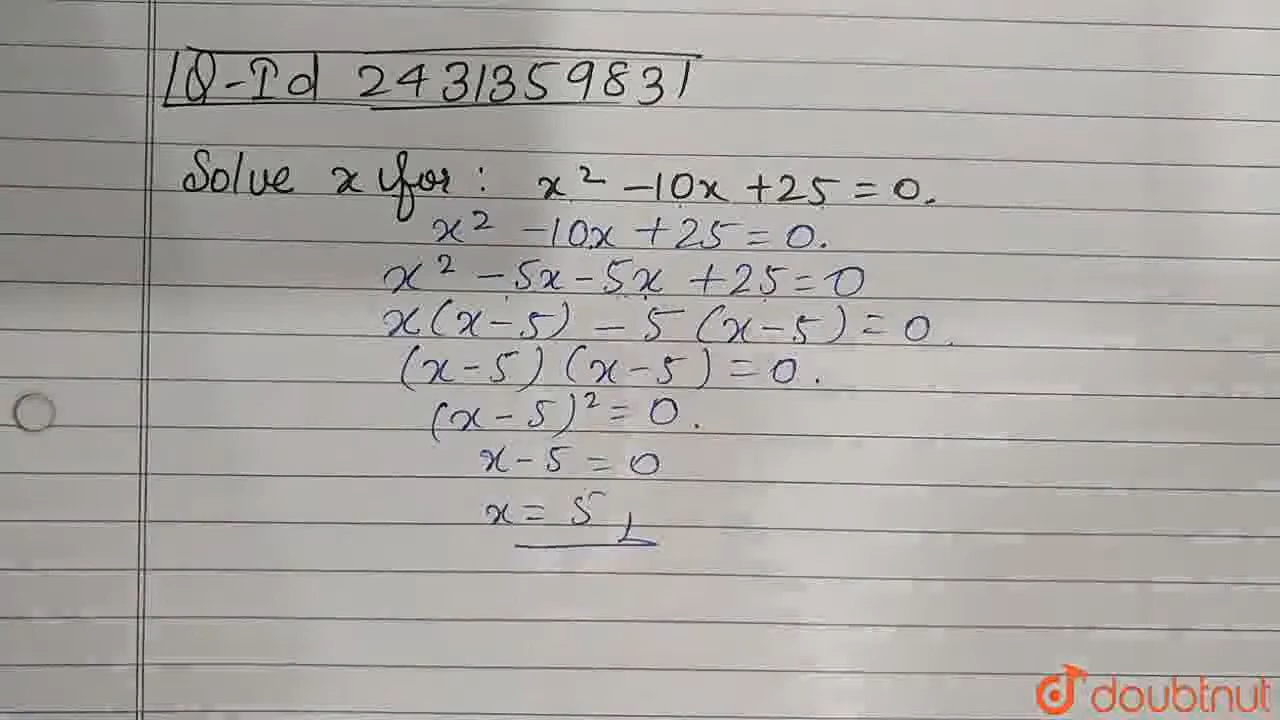 Q-Id 2431359831
Solve x for: x² -10x +25 = 0.
x² -10x +25 = 0.
x² -5x -5x +25 = 0
x(x-5) - 5(x-5) = 0.
(x-5) (x-5) = 0.
(x-5)² = 0.
x-5 = 0
x = 5
doubtnut